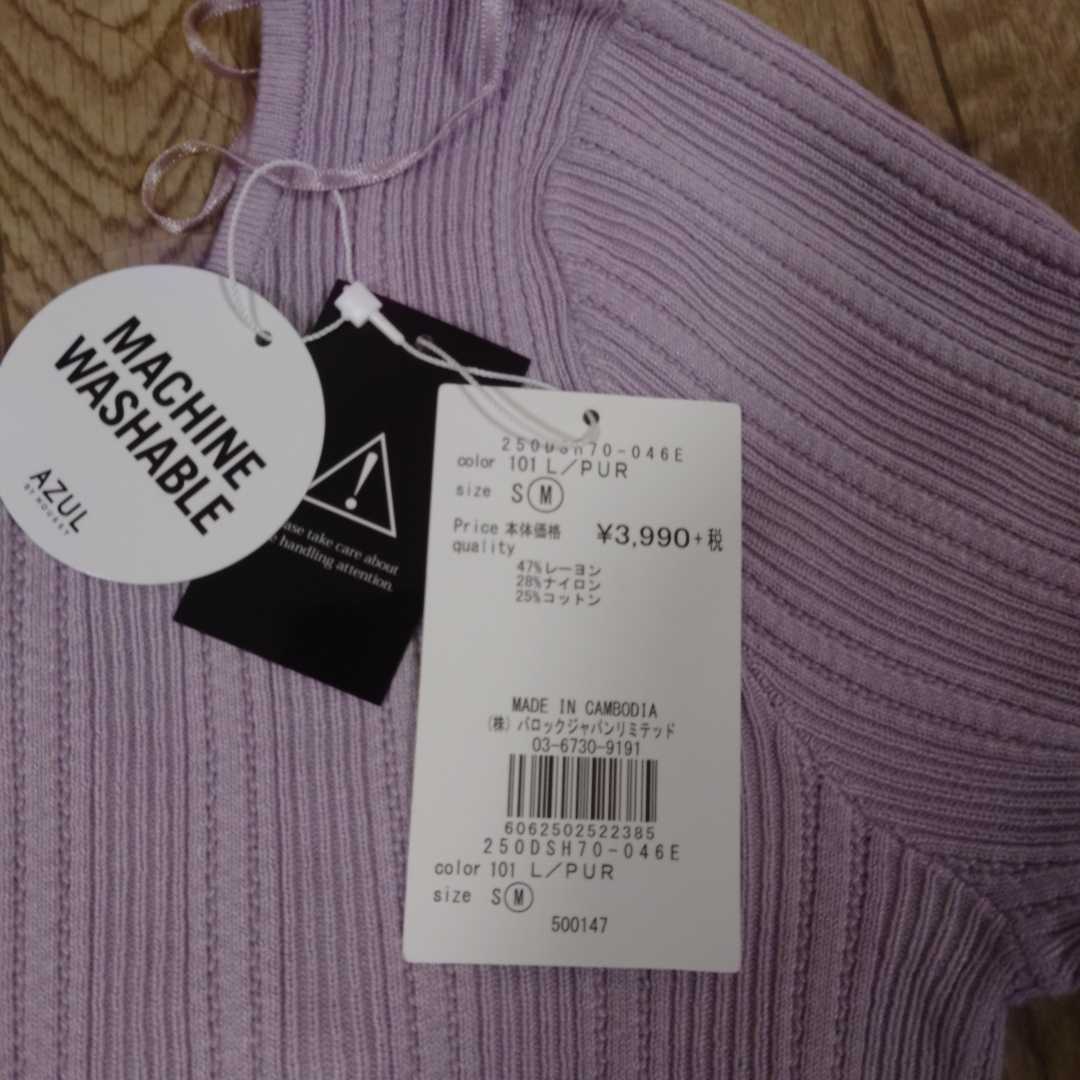 MACHINE
WASHABLE
AZUL
BY MOUSSY
take care about
handling attention.
250DSH70-046E
color 101 L/PUR
size S M
Price 本体価格 ¥3,990+税
quality
47%レーヨン
28%ナイロン
25%コットン
MADE IN CAMBODIA
(株) バロックジャパンリミテッド
03-6730-9191
6062502522385
250DSH70-046E
color 101 L/PUR
size S M
500147